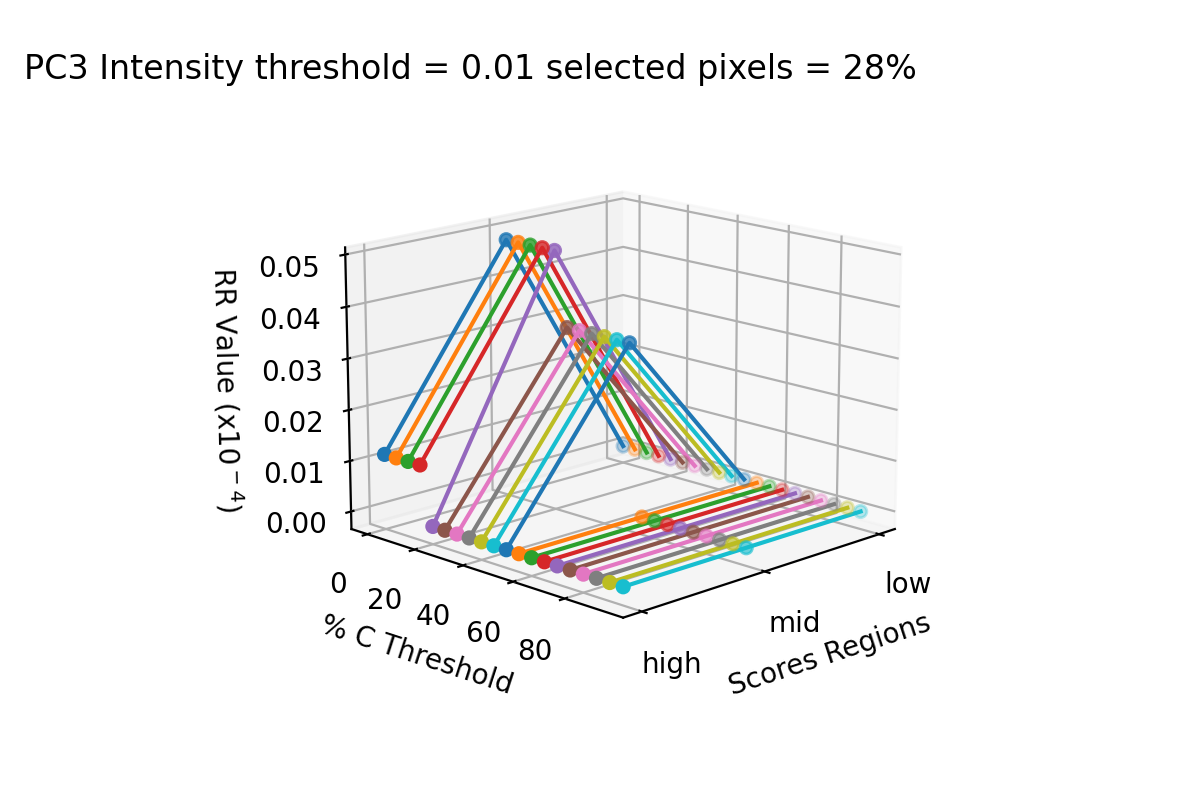 PC3 Intensity threshold = 0.01 selected pixels = 28%
RR Value (x10⁻⁴)
0.05
0.04
0.03
0.02
0.01
0.00
0
20
40
60
80
% C Threshold
high
mid
low
Scores Regions